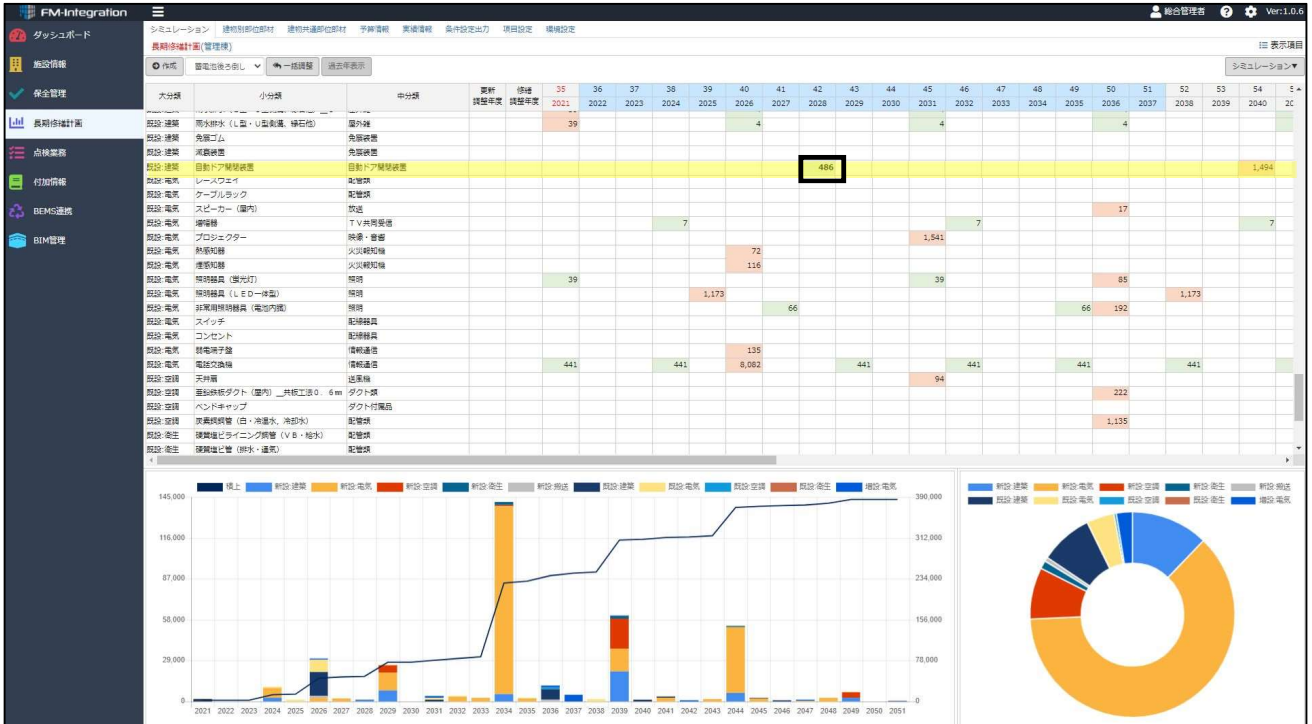 FM-Integration ☰ 総合管理者 Ver:1.0.6
ダッシュボード
施設情報
保全管理
長期修繕計画
点検業務
付加情報
BEMS連携
BIM管理
シミュレーション 建物別部位部材 建物共通部位部材 予算情報 実績情報 条件設定出力 項目設定 環境設定
長期修繕計画(管理棟) 表示項目
作成 蓄電池後ろ倒し 一括調整 過去年表示 シミュレーション▼
大分類 小分類 中分類 更新調整年度 修繕調整年度 35 36 37 38 39 40 41 42 43 44 45 46 47 48 49 50 51 52 53 54
2021 2022 2023 2024 2025 2026 2027 2028 2029 2030 2031 2032 2033 2034 2035 2036 2037 2038 2039 2040
既設:建築 雨水排水(L型・U型側溝、縁石他) 屋外雑 39 4 4 4
既設:建築 免震ゴム 免震装置
既設:建築 減震装置 免震装置
既設:建築 自動ドア開閉装置 自動ドア開閉装置 486 1,494
既設:電気 レースウェイ 配管類
既設:電気 ケーブルラック 配管類
既設:電気 スピーカー(屋内) 放送 17
既設:電気 増幅器 TV共同受信 7 7 7
既設:電気 プロジェクター 映像・音響 1,541
既設:電気 熱感知器 火災報知機 72
既設:電気 煙感知器 火災報知機 116
既設:電気 照明器具(蛍光灯) 照明 39 39 85
既設:電気 照明器具(LED一体型) 照明 1,173 1,173
既設:電気 非常用照明器具(電池内蔵) 照明 66 66 192
既設:電気 スイッチ 配線器具
既設:電気 コンセント 配線器具
既設:電気 弱電端子盤 情報通信 135
既設:電気 電話交換機 情報通信 441 441 8,082 441 441 441 441
既設:空調 天井扇 送風機 94
既設:空調 亜鉛鉄板ダクト(屋内)__共板工法0.6mm ダクト類 222
既設:空調 ベンドキャップ ダクト付属品
既設:空調 炭素鋼鋼管(白・冷温水、冷却水) 配管類 1,135
既設:衛生 硬質塩ビライニング鋼管(VB・給水) 配管類
既設:衛生 硬質塩ビ管(排水・通気) 配管類
積上 新設:建築 新設:電気 新設:空調 新設:衛生 新設:搬送 既設:建築 既設:電気 既設:空調 既設:衛生 増設:電気
145,000
116,000
87,000
58,000
29,000
0
390,000
312,000
234,000
156,000
78,000
0
2021 2022 2023 2024 2025 2026 2027 2028 2029 2030 2031 2032 2033 2034 2035 2036 2037 2038 2039 2040 2041 2042 2043 2044 2045 2046 2047 2048 2049 2050 2051
新設:建築 新設:電気 新設:空調 新設:衛生 新設:搬送
既設:建築 既設:電気 既設:空調 既設:衛生 増設:電気